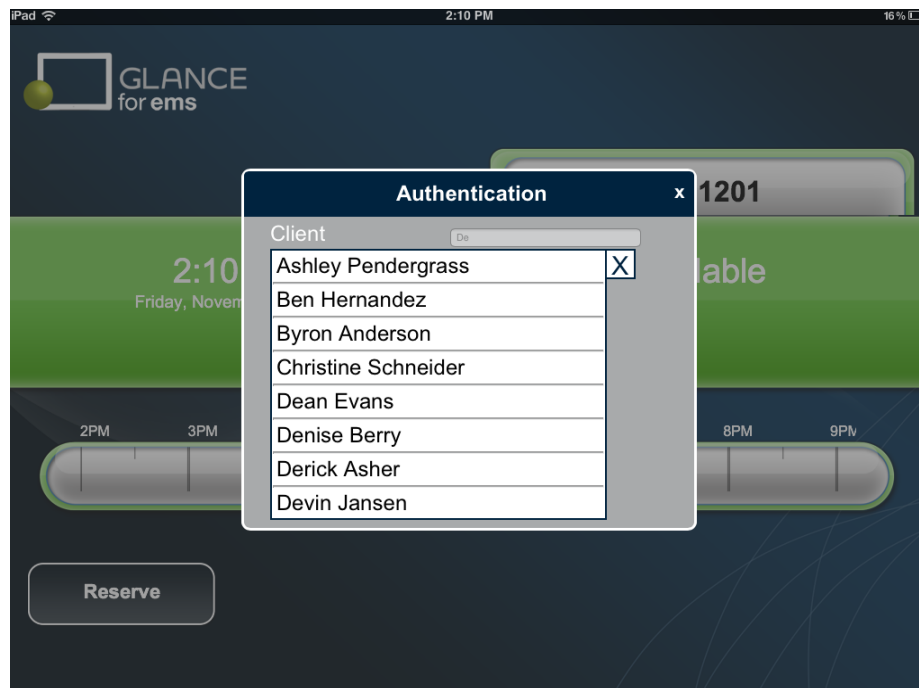 iPad 2:10 PM 16%
GLANCE
for ems
1201
Authentication x
Client De
2:10
Friday, Novem
lable
Ashley Pendergrass X
Ben Hernandez
Byron Anderson
Christine Schneider
Dean Evans
Denise Berry
Derick Asher
Devin Jansen
2PM 3PM 8PM 9PM
Reserve